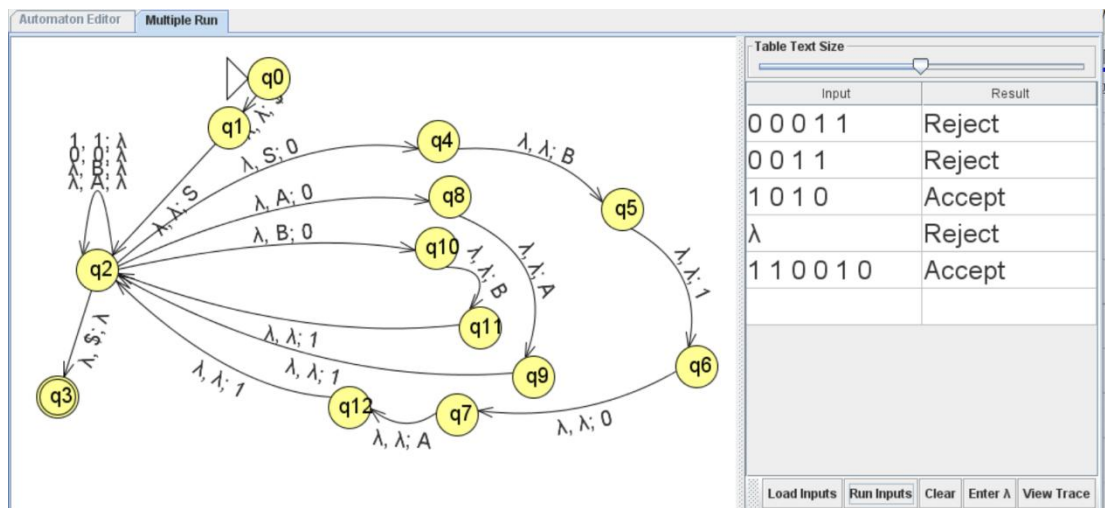 Automaton Editor
Multiple Run
Table Text Size
Input Result
0 0 0 1 1 Reject
0 0 1 1 Reject
1 0 1 0 Accept
λ Reject
1 1 0 0 1 0 Accept
Load Inputs Run Inputs Clear Enter λ View Trace
q0
q1
1, 1; λ
0, 0; λ
λ, B; λ
λ, A; λ
λ, λ; S
λ, S; 0
q4
λ, λ; B
λ, A; 0
q8
q5
λ, B; 0
q10
λ, λ; A
q2
λ, λ; B
λ, λ; 1
q11
λ, λ; 1
λ, $; λ
λ, λ; 1
λ, λ; 1
q9
q6
q3
q12
q7
λ, λ; 0
λ, λ; A